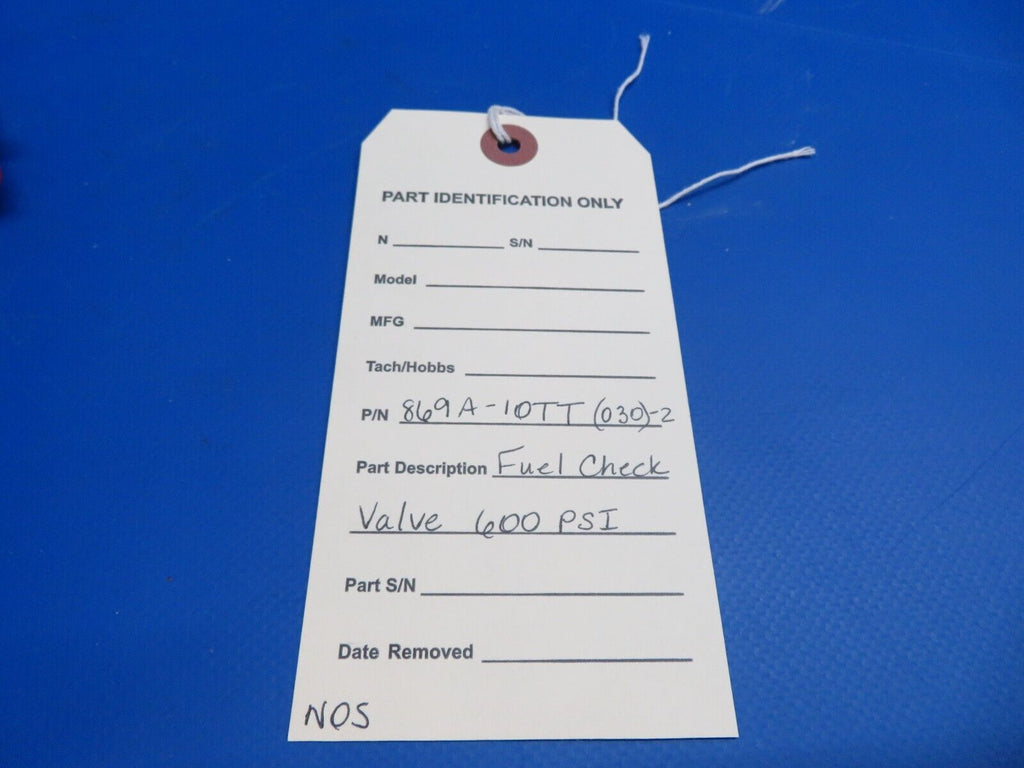 PART IDENTIFICATION ONLY
N S/N
Model
MFG
Tach/Hobbs
P/N 869A-10TT (030)-2
Part Description Fuel Check
Valve 600 PSI
Part S/N
Date Removed
NOS